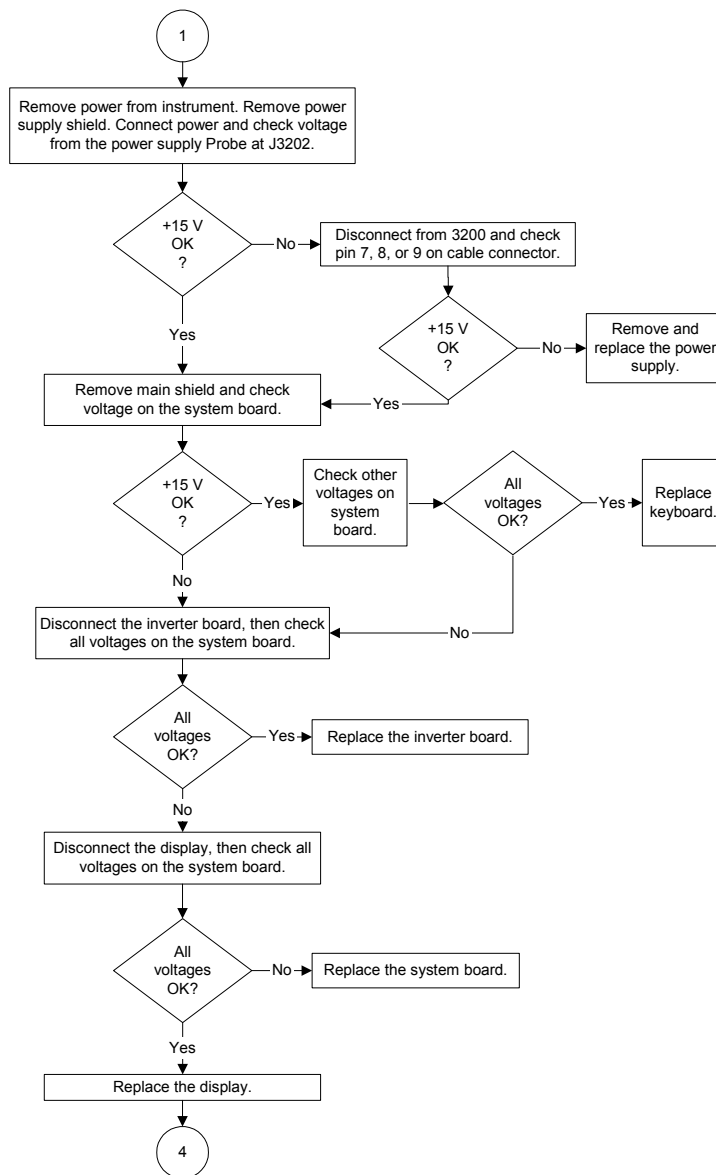 1
Remove power from instrument. Remove power
supply shield. Connect power and check voltage
from the power supply Probe at J3202.
+15 V
OK
?
No
Disconnect from 3200 and check
pin 7, 8, or 9 on cable connector.
Yes
+15 V
OK
?
No
Remove and
replace the power
supply.
Yes
Remove main shield and check
voltage on the system board.
+15 V
OK
?
Yes
Check other
voltages on
system
board.
All
voltages
OK?
Yes
Replace
keyboard.
No
No
Disconnect the inverter board, then check
all voltages on the system board.
All
voltages
OK?
Yes
Replace the inverter board.
No
Disconnect the display, then check all
voltages on the system board.
All
voltages
OK?
No
Replace the system board.
Yes
Replace the display.
4